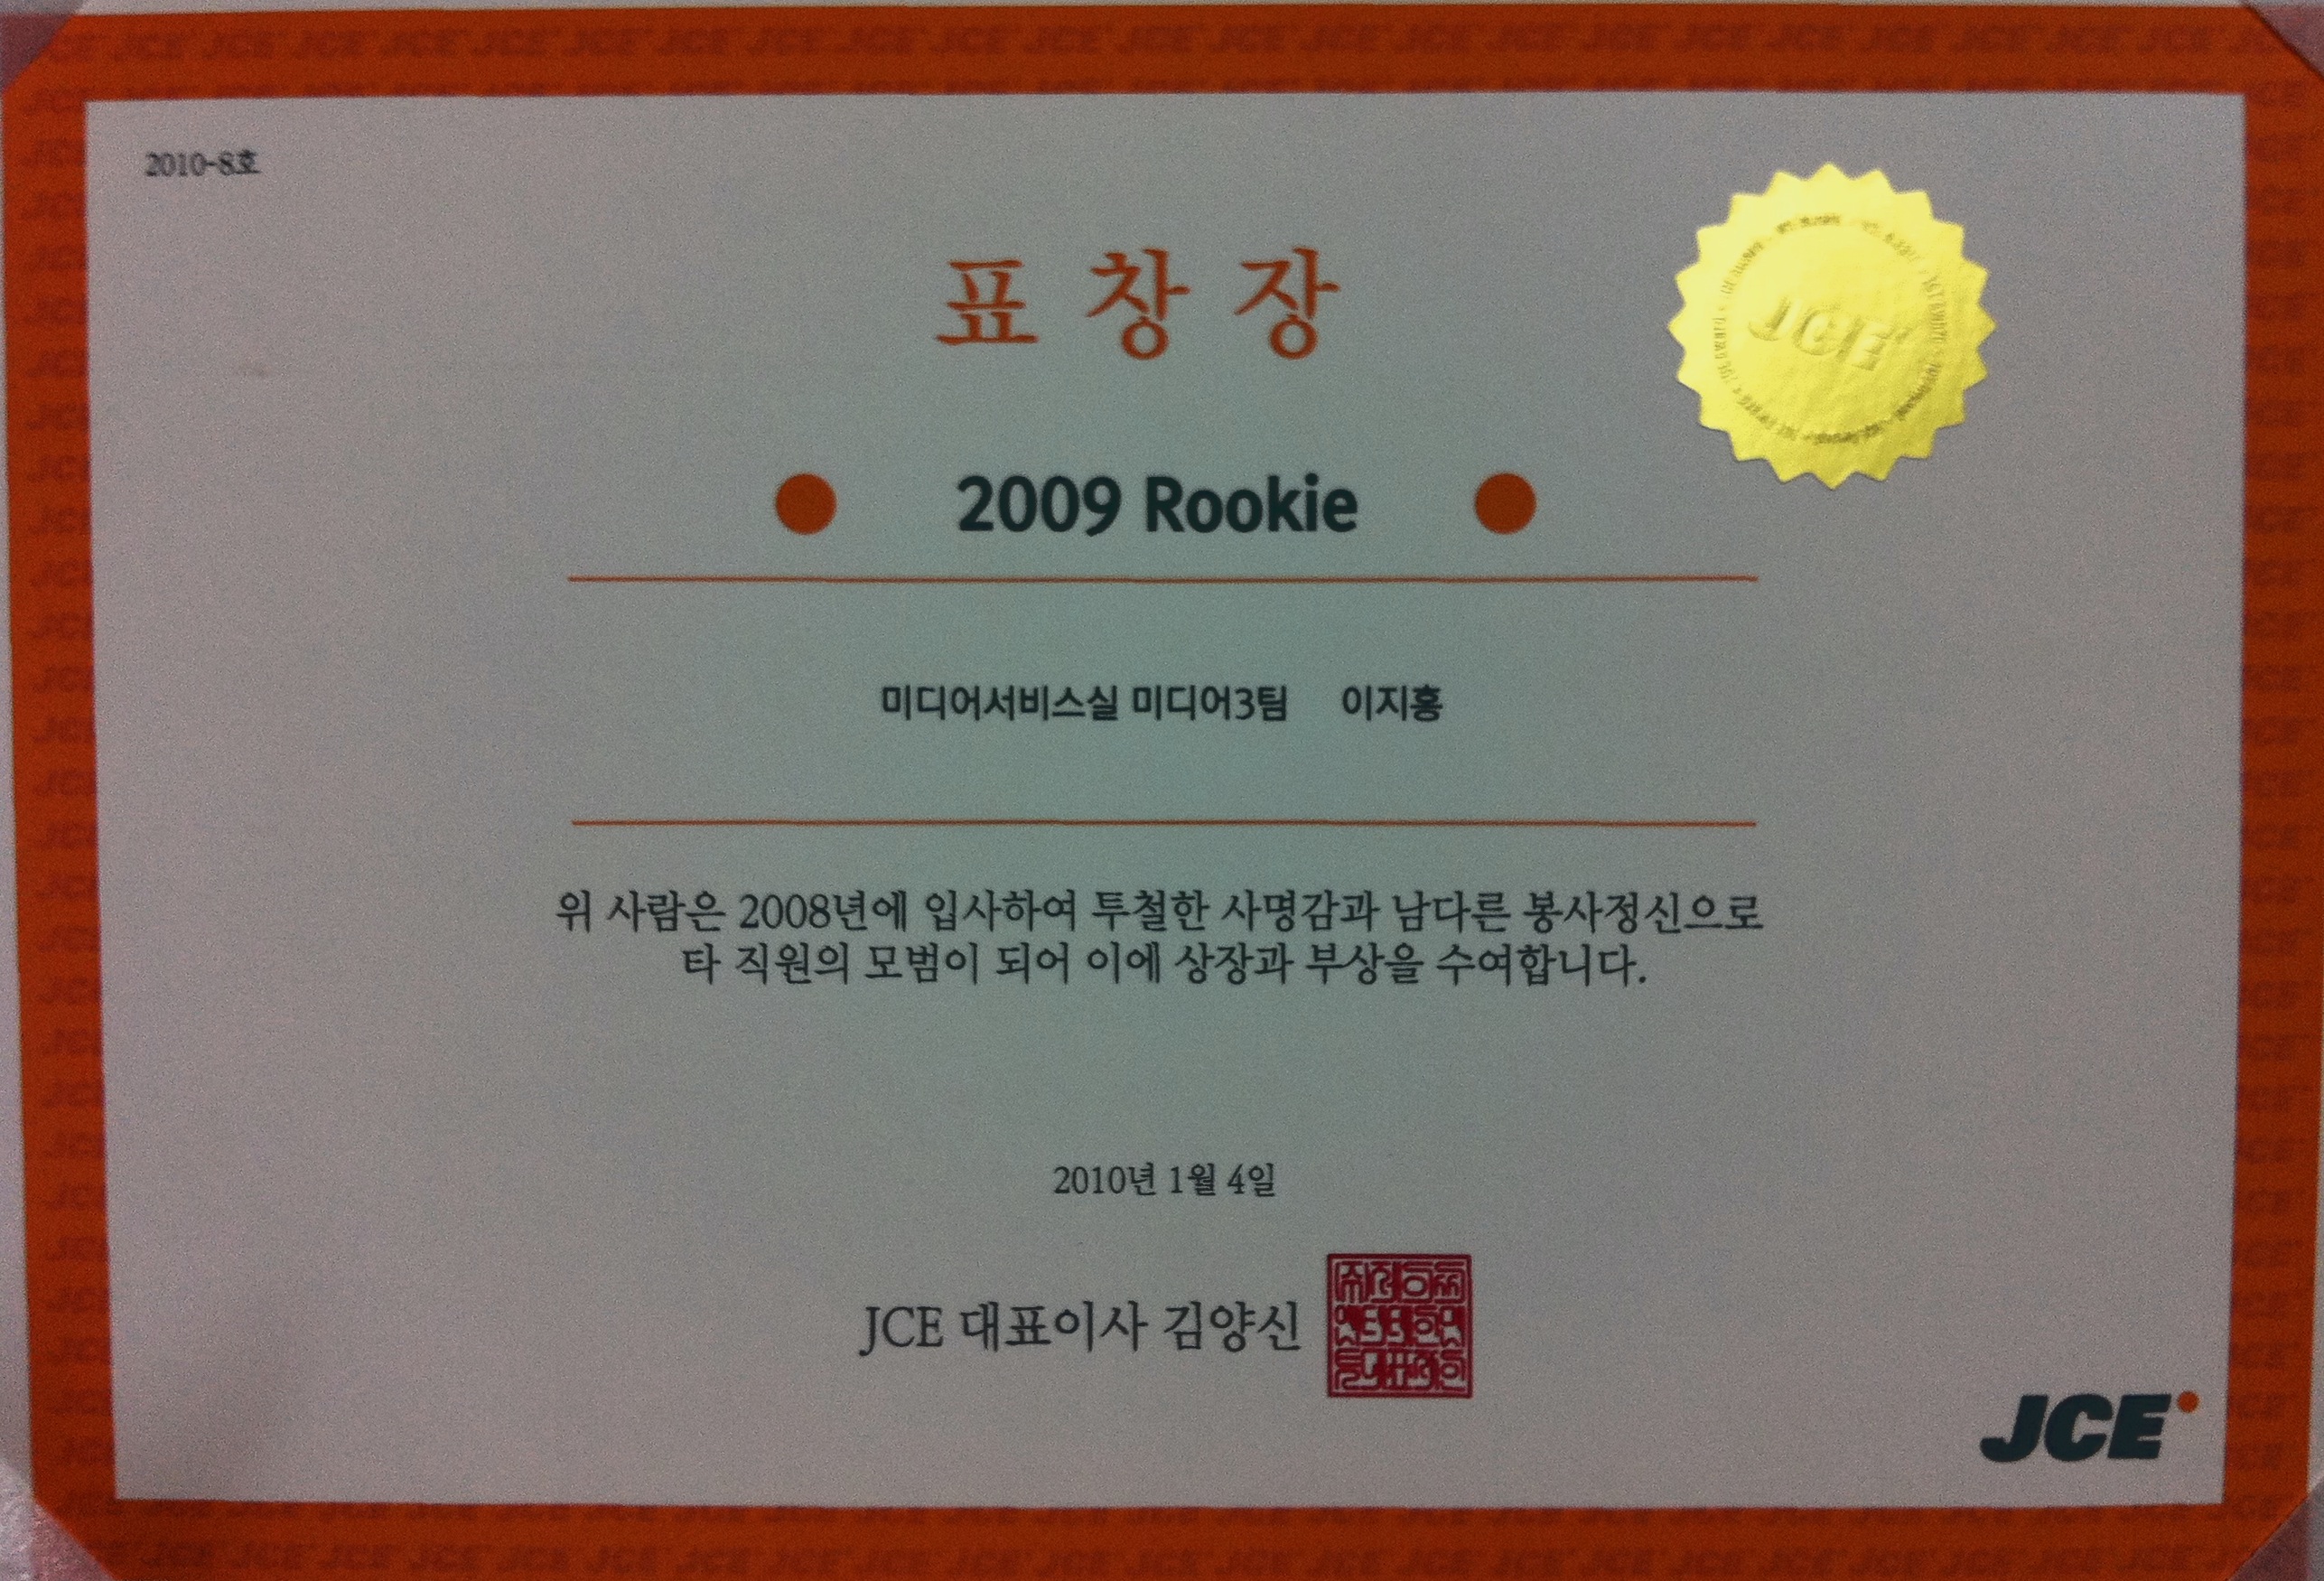 2010-8호
표 창 장
JCE
2009 Rookie
미디어서비스실 미디어3팀 이지홍
위 사람은 2008년에 입사하여 투철한 사명감과 남다른 봉사정신으로
타 직원의 모범이 되어 이에 상장과 부상을 수여합니다.
2010년 1월 4일
JCE 대표이사 김양신
JCE